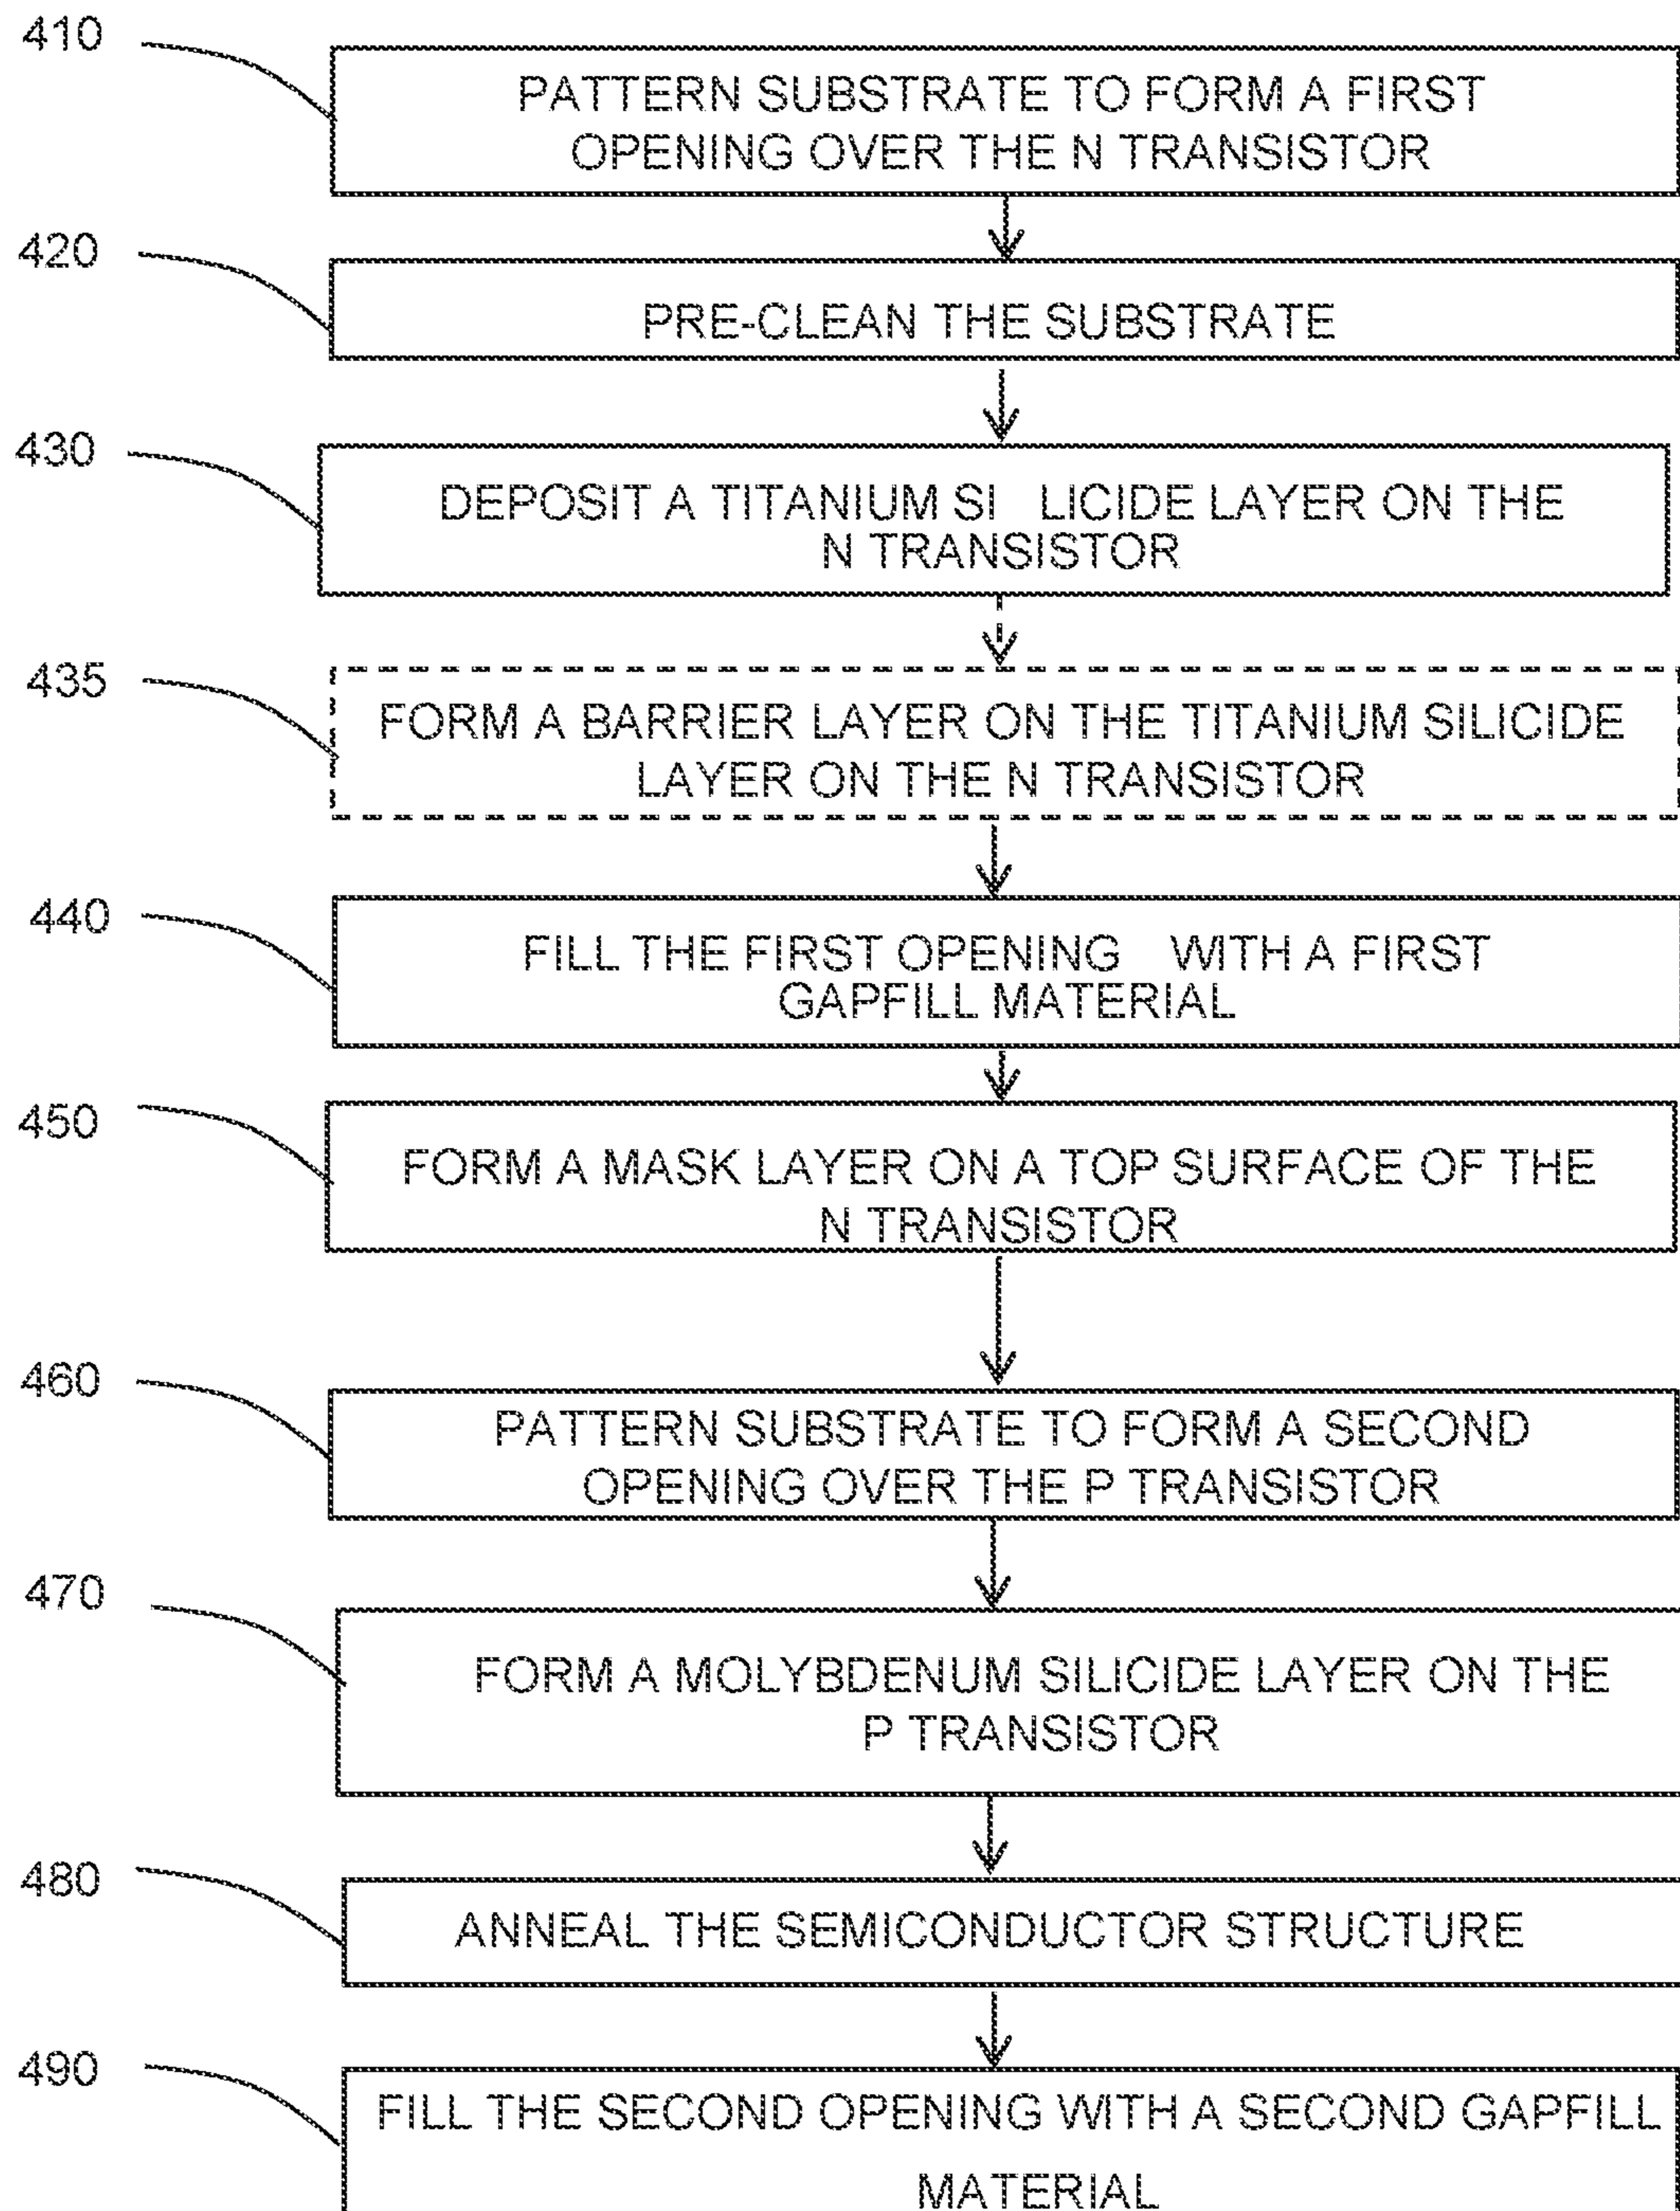 410
PATTERN SUBSTRATE TO FORM A FIRST
OPENING OVER THE N TRANSISTOR
420
PRE-CLEAN THE SUBSTRATE
430
DEPOSIT A TITANIUM SI LICIDE LAYER ON THE
N TRANSISTOR
435
FORM A BARRIER LAYER ON THE TITANIUM SILICIDE
LAYER ON THE N TRANSISTOR
440
FILL THE FIRST OPENING WITH A FIRST
GAPFILL MATERIAL
450
FORM A MASK LAYER ON A TOP SURFACE OF THE
N TRANSISTOR
460
PATTERN SUBSTRATE TO FORM A SECOND
OPENING OVER THE P TRANSISTOR
470
FORM A MOLYBDENUM SILICIDE LAYER ON THE
P TRANSISTOR
480
ANNEAL THE SEMICONDUCTOR STRUCTURE
490
FILL THE SECOND OPENING WITH A SECOND GAPFILL
MATERIAL